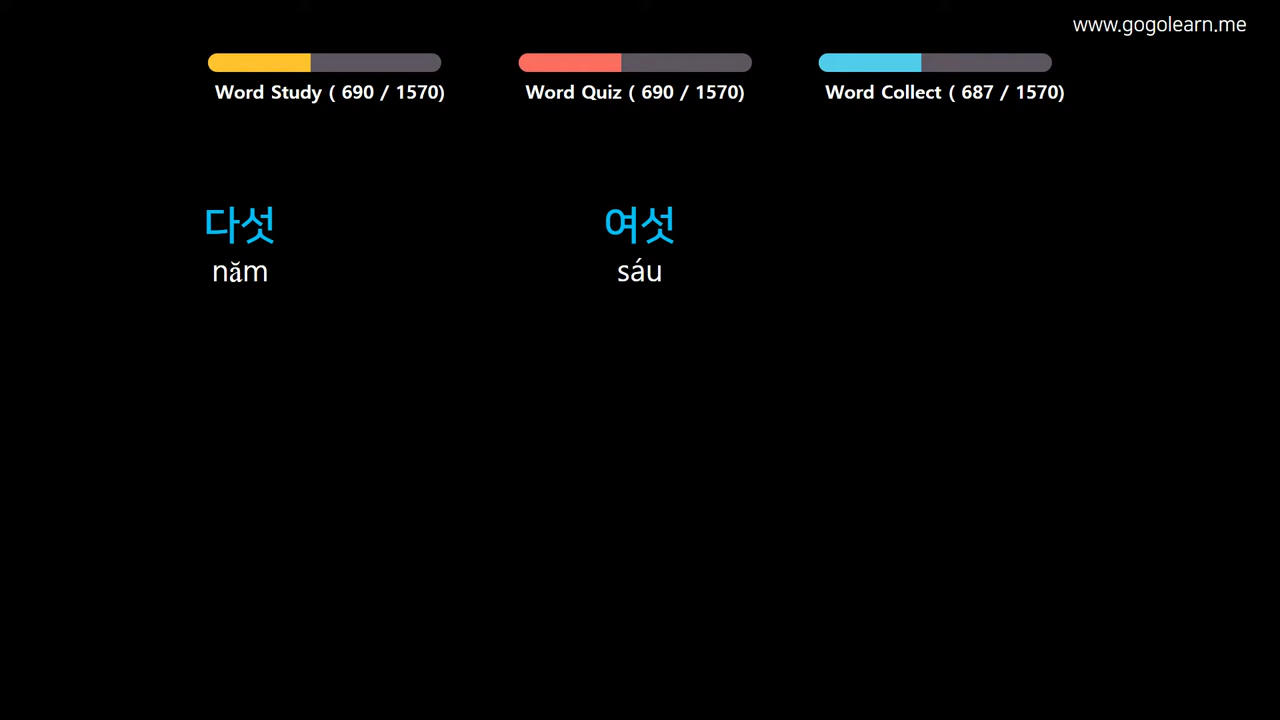 www.gogolearn.me
Word Study ( 690 / 1570)
Word Quiz ( 690 / 1570)
Word Collect ( 687 / 1570)
다섯
năm
여섯
sáu